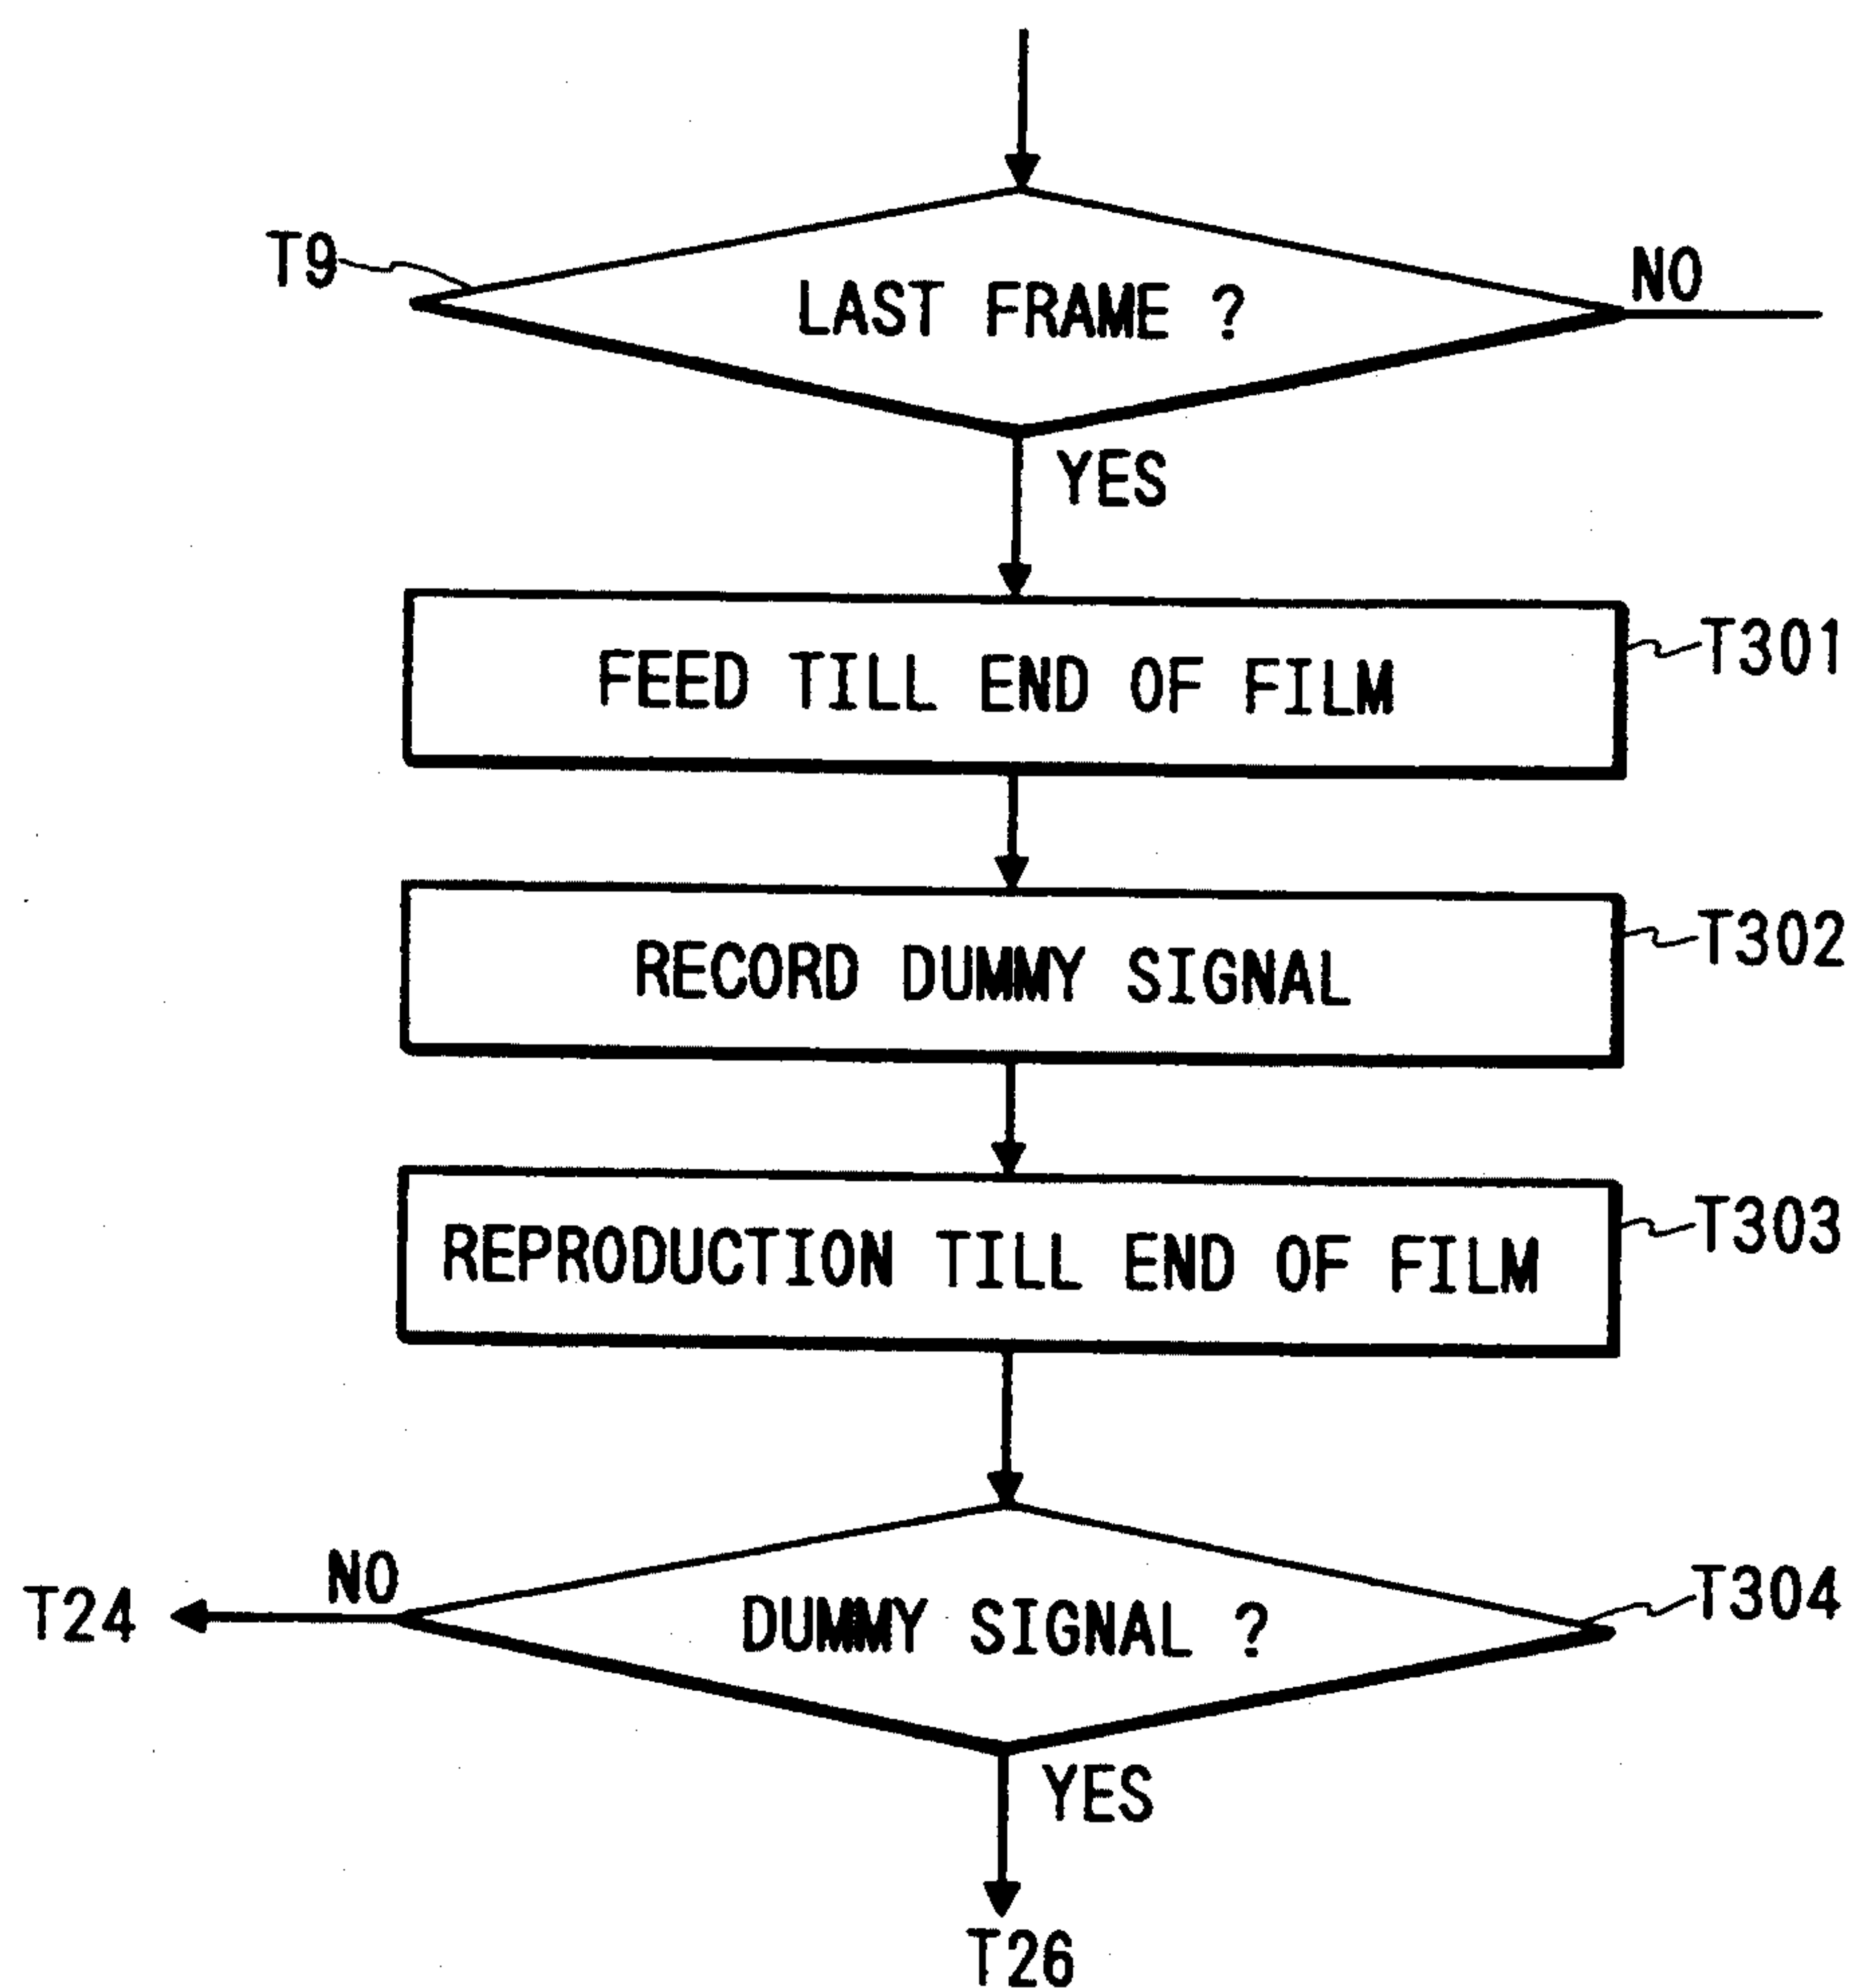 T9
LAST FRAME ?
NO
YES
FEED TILL END OF FILM
T301
RECORD DUMMY SIGNAL
T302
REPRODUCTION TILL END OF FILM
T303
T24
NO
DUMMY SIGNAL ?
T304
YES
T26